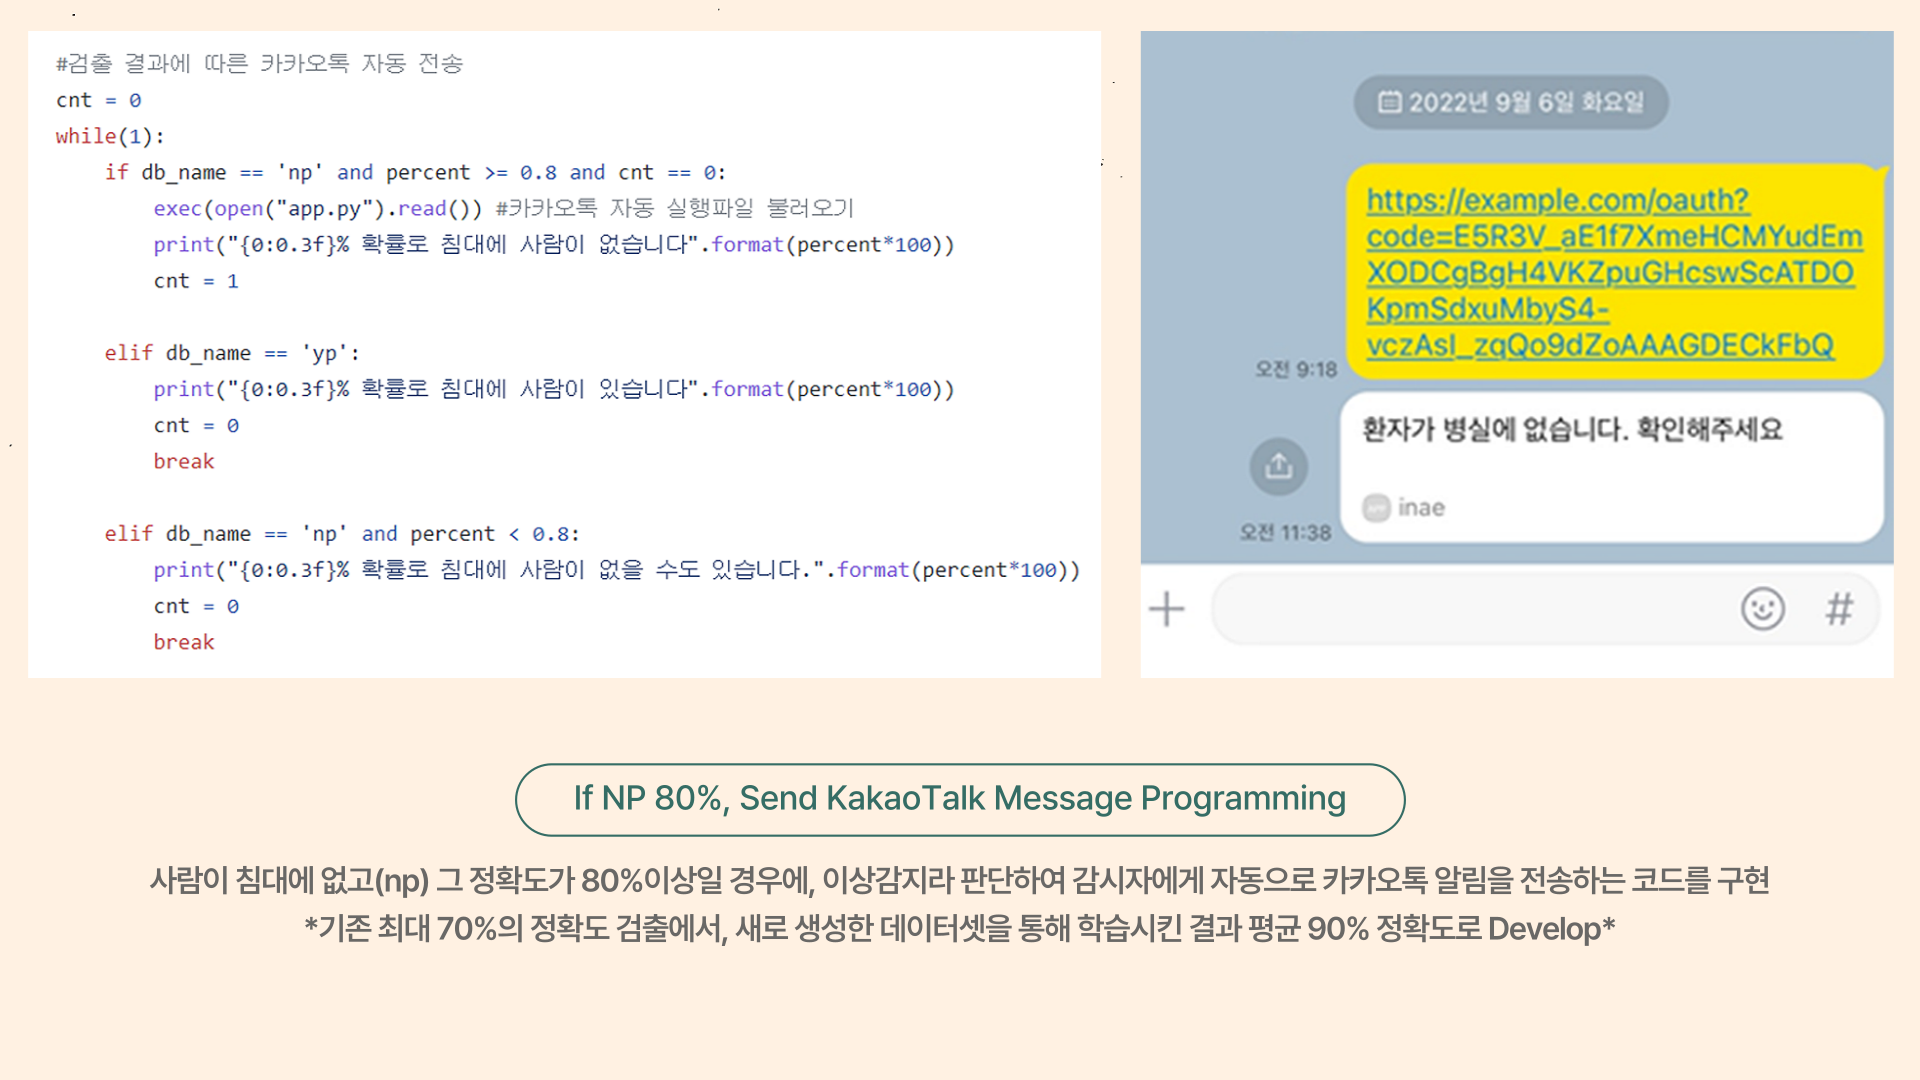 #검출 결과에 따른 카카오톡 자동 전송
cnt = 0
while(1):
    if db_name == 'np' and percent >= 0.8 and cnt == 0:
        exec(open("app.py").read()) #카카오톡 자동 실행파일 불러오기
        print("{0:0.3f}% 확률로 침대에 사람이 없습니다".format(percent*100))
        cnt = 1
    elif db_name == 'yp':
        print("{0:0.3f}% 확률로 침대에 사람이 있습니다".format(percent*100))
        cnt = 0
        break
    elif db_name == 'np' and percent < 0.8:
        print("{0:0.3f}% 확률로 침대에 사람이 없을 수도 있습니다.".format(percent*100))
        cnt = 0
        break
2022년 9월 6일 화요일
https://example.com/oauth?
code=E5R3V_aE1f7XmeHCMYudEm
XODCgBgH4VKZpuGHcswScATDO
KpmSdxuMbyS4-
vczAsI_zqQo9dZoAAAGDECkFbQ
오전 9:18
환자가 병실에 없습니다. 확인해주세요
inae
오전 11:38
#
If NP 80%, Send KakaoTalk Message Programming
사람이 침대에 없고(np) 그 정확도가 80%이상일 경우에, 이상감지라 판단하여 감시자에게 자동으로 카카오톡 알림을 전송하는 코드를 구현
*기존 최대 70%의 정확도 검출에서, 새로 생성한 데이터셋을 통해 학습시킨 결과 평균 90% 정확도로 Develop*